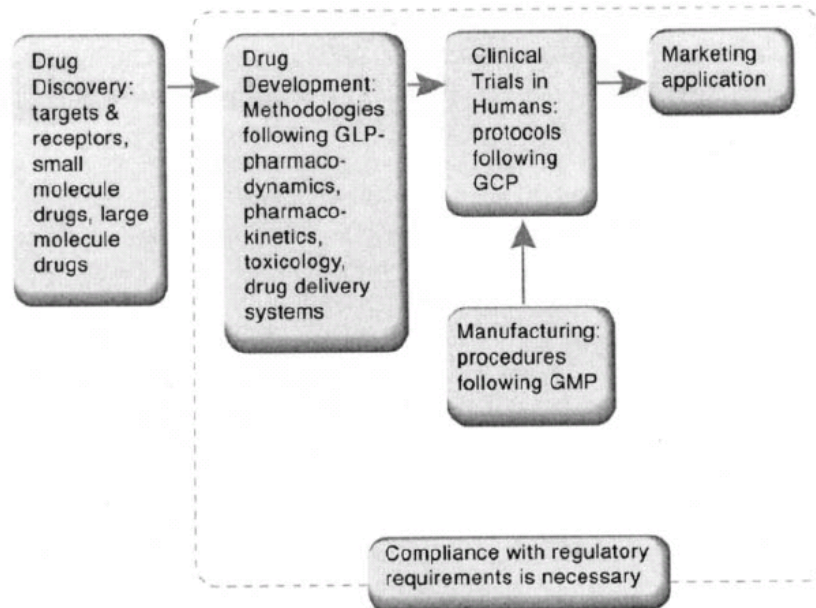 Drug
Discovery:
targets &
receptors,
small
molecule
drugs, large
molecule
drugs
Drug
Development:
Methodologies
following GLP-
pharmaco-
dynamics,
pharmaco-
kinetics,
toxicology,
drug delivery
systems
Clinical
Trials in
Humans:
protocols
following
GCP
Marketing
application
Manufacturing:
procedures
following GMP
Compliance with regulatory
requirements is necessary